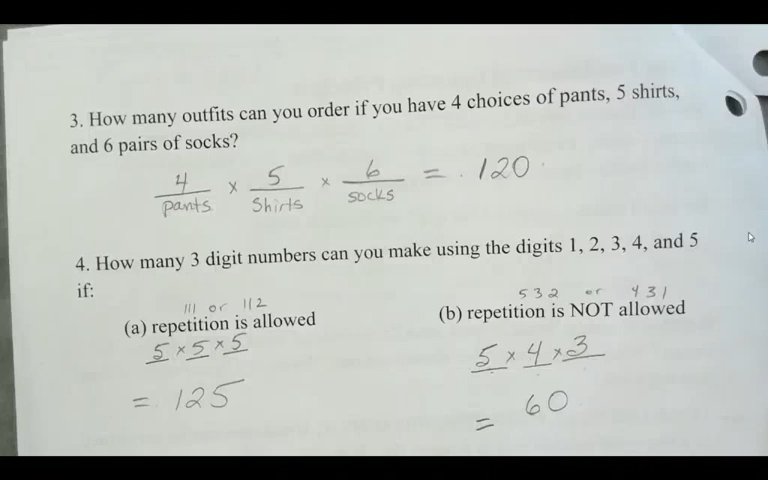 3. How many outfits can you order if you have 4 choices of pants, 5 shirts,
and 6 pairs of socks?
4 × 5 × 6 = 120
pants shirts socks
4. How many 3 digit numbers can you make using the digits 1, 2, 3, 4, and 5
if:
111 or 112
(a) repetition is allowed
5 × 5 × 5
= 125
532 or 431
(b) repetition is NOT allowed
5 × 4 × 3
= 60